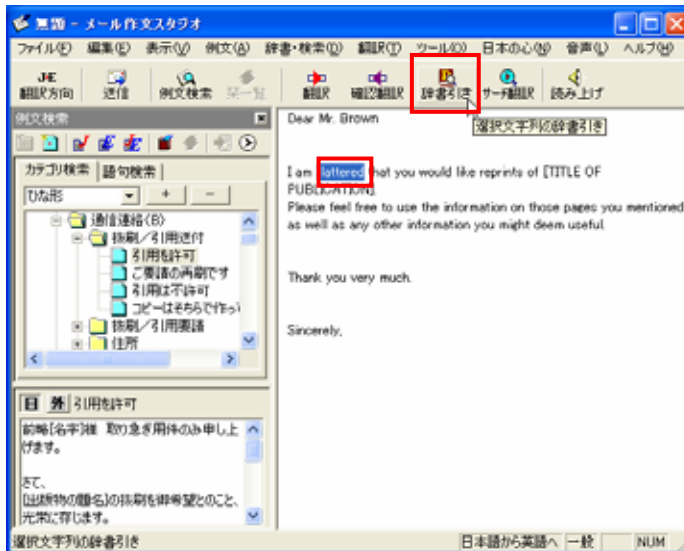 無題 - メール作文スタジオ
ファイル(F) 編集(E) 表示(V) 例文(A) 辞書・検索(D) 翻訳(T) ツール(O) 日本の心(N) 音声(L) ヘルプ(H)
J+E
翻訳方向 送信 例文検索 栞一覧 翻訳 確認翻訳 辞書引き サーチ翻訳 読み上げ
選択文字列の辞書引き
例文検索
カテゴリ検索 語句検索
ひな形 + -
通信連絡(B)
抜刷/引用送付
引用を許可
ご要請の再刷です
引用は不許可
コピーはそちらで作っ
抜刷/引用要請
住所
日 外 引用を許可
前略[名字]様 取り急ぎ用件のみ申し上
げます。
さて、
[出版物の題名]の抜刷を御希望とのこと、
光栄に存じます。
Dear Mr. Brown
I am flattered that you would like reprints of [TITLE OF
PUBLICATION].
Please feel free to use the information on those pages you mentioned
as well as any other information you might deem useful.
Thank you very much.
Sincerely,
選択文字列の辞書引き 日本語から英語へ 一般 NUM